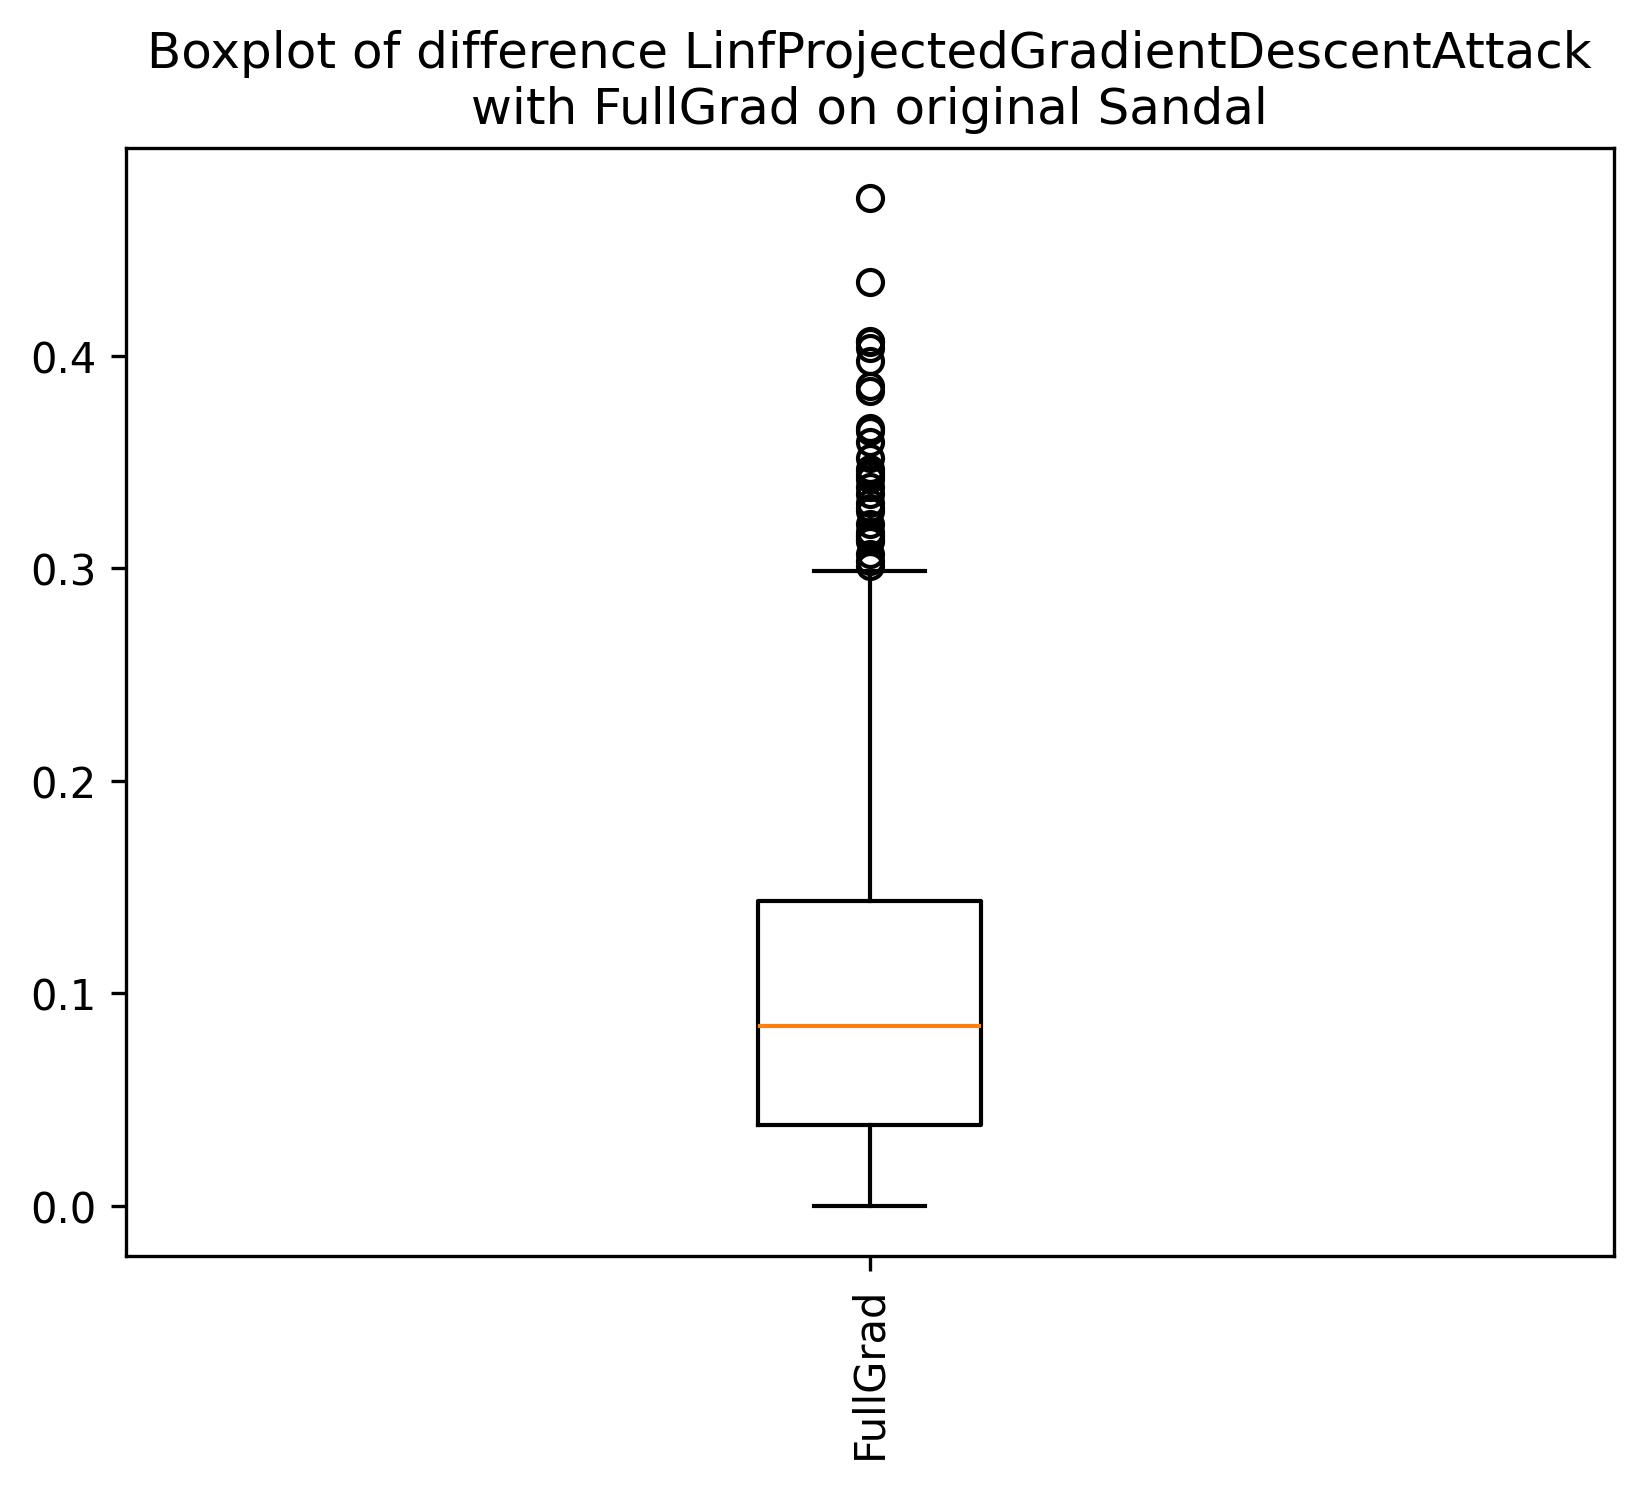 Boxplot of difference LinfProjectedGradientDescentAttack
with FullGrad on original Sandal
0.4
0.3
0.2
0.1
0.0
FullGrad